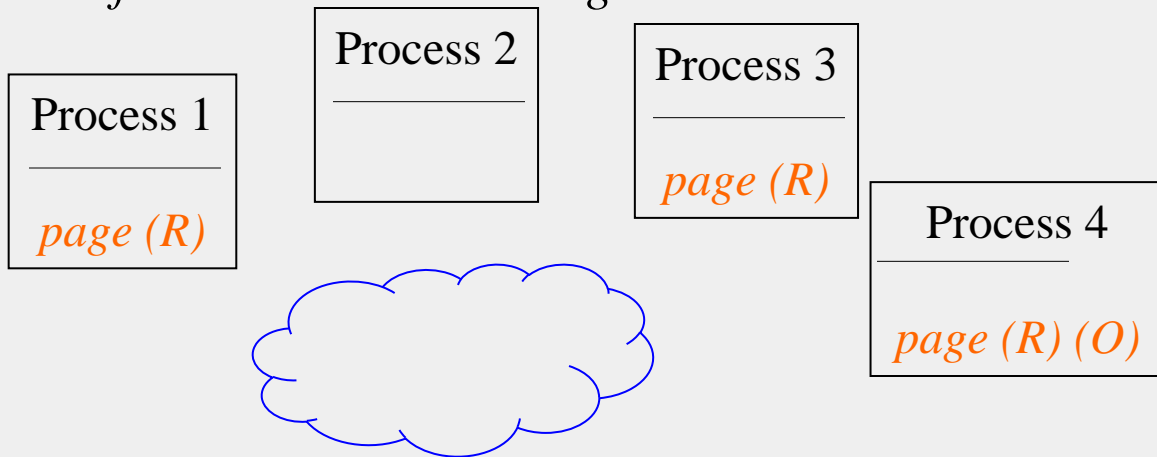 Process 1
page (R)
Process 2
Process 3
page (R)
Process 4
page (R) (O)